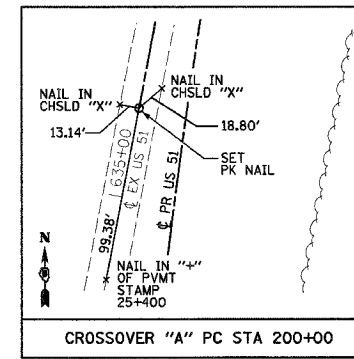 NAIL IN
CHSLD "X"
NAIL IN
CHSLD "X"
13.14'
18.80'
SET
PK NAIL
1635+00
℄ EX US 51
℄ PR US 51
99.38'
N
NAIL IN "+"
OF PVMT
STAMP
25+400
CROSSOVER "A" PC STA 200+00